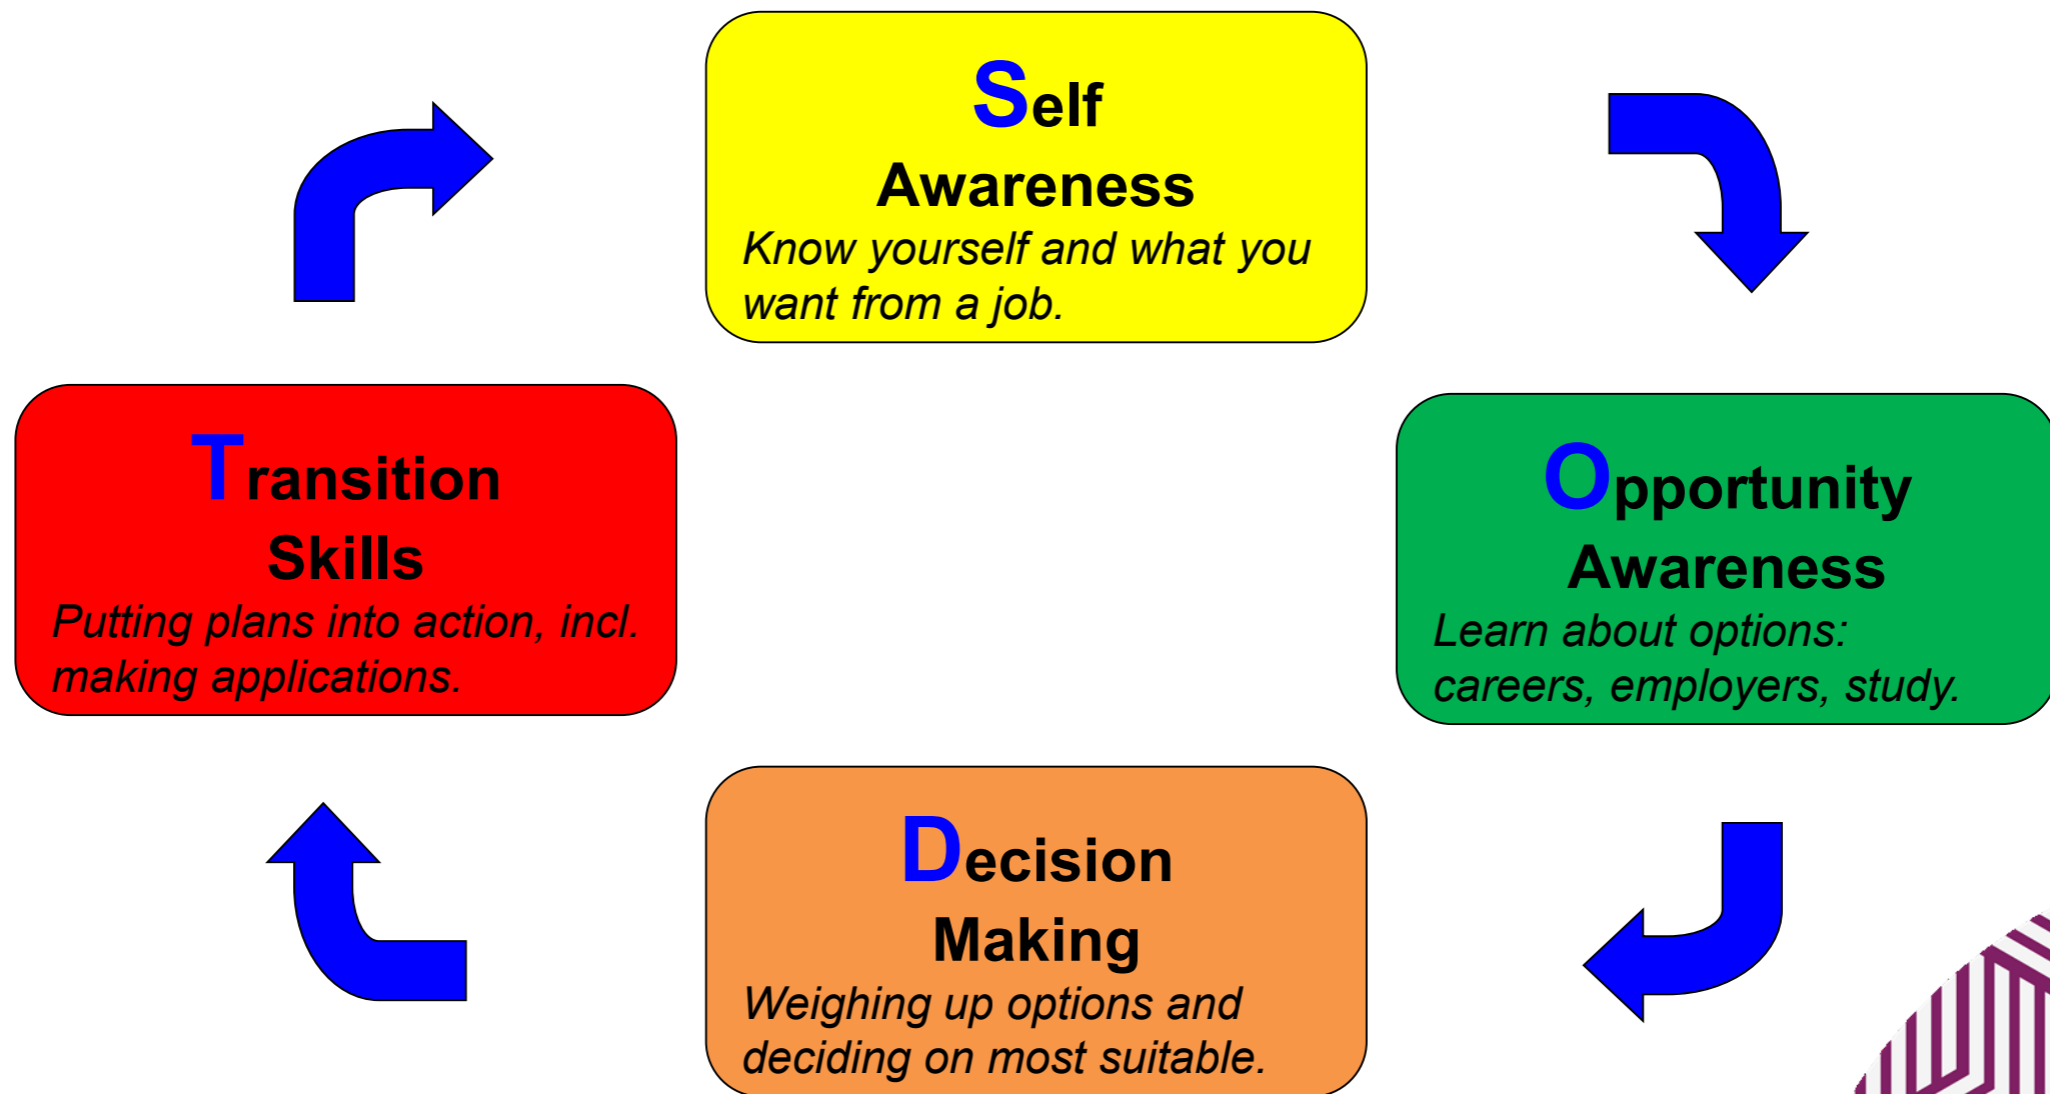 Self
Awareness
Know yourself and what you
want from a job.
Transition
Skills
Putting plans into action, incl.
making applications.
Opportunity
Awareness
Learn about options:
careers, employers, study.
Decision
Making
Weighing up options and
deciding on most suitable.